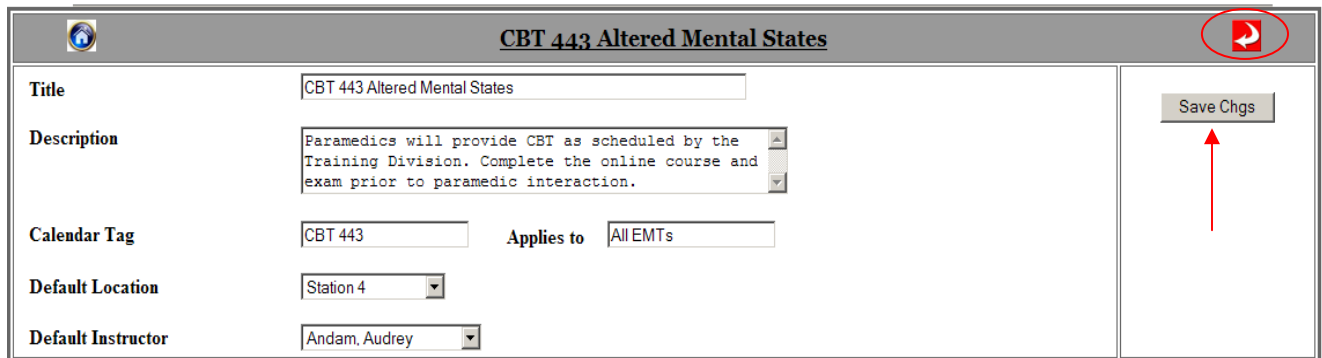 CBT 443 Altered Mental States
Title
CBT 443 Altered Mental States
Save Chgs
Description
Paramedics will provide CBT as scheduled by the
Training Division. Complete the online course and
exam prior to paramedic interaction.
Calendar Tag CBT 443 Applies to All EMTs
Default Location Station 4
Default Instructor Andam, Audrey